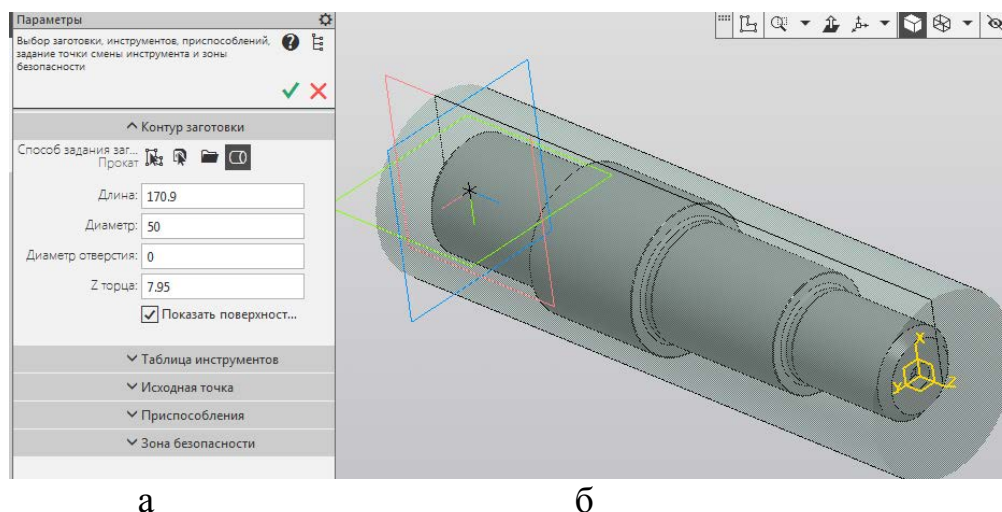 Параметры
Выбор заготовки, инструментов, приспособлений,
задание точки смены инструмента и зоны
безопасности
Контур заготовки
Способ задания заг...
Прокат
Длина: 170.9
Диаметр: 50
Диаметр отверстия: 0
Z торца: 7.95
Показать поверхност...
Таблица инструментов
Исходная точка
Приспособления
Зона безопасности
X
Y Z
а б